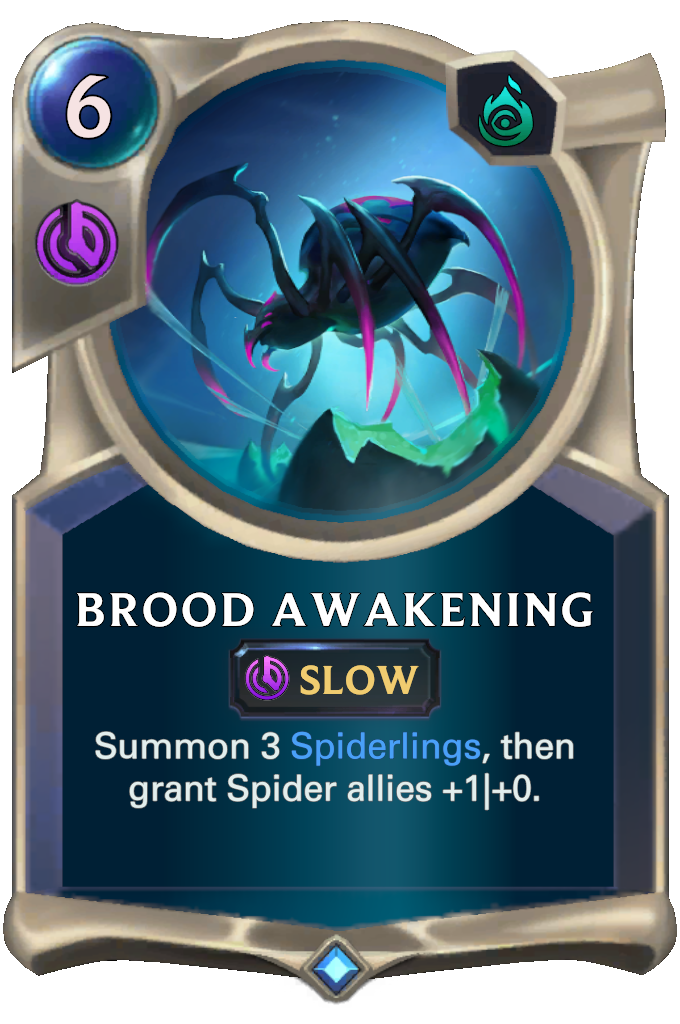 6
BROOD AWAKENING
SLOW
Summon 3 Spiderlings, then
grant Spider allies +1|+0.